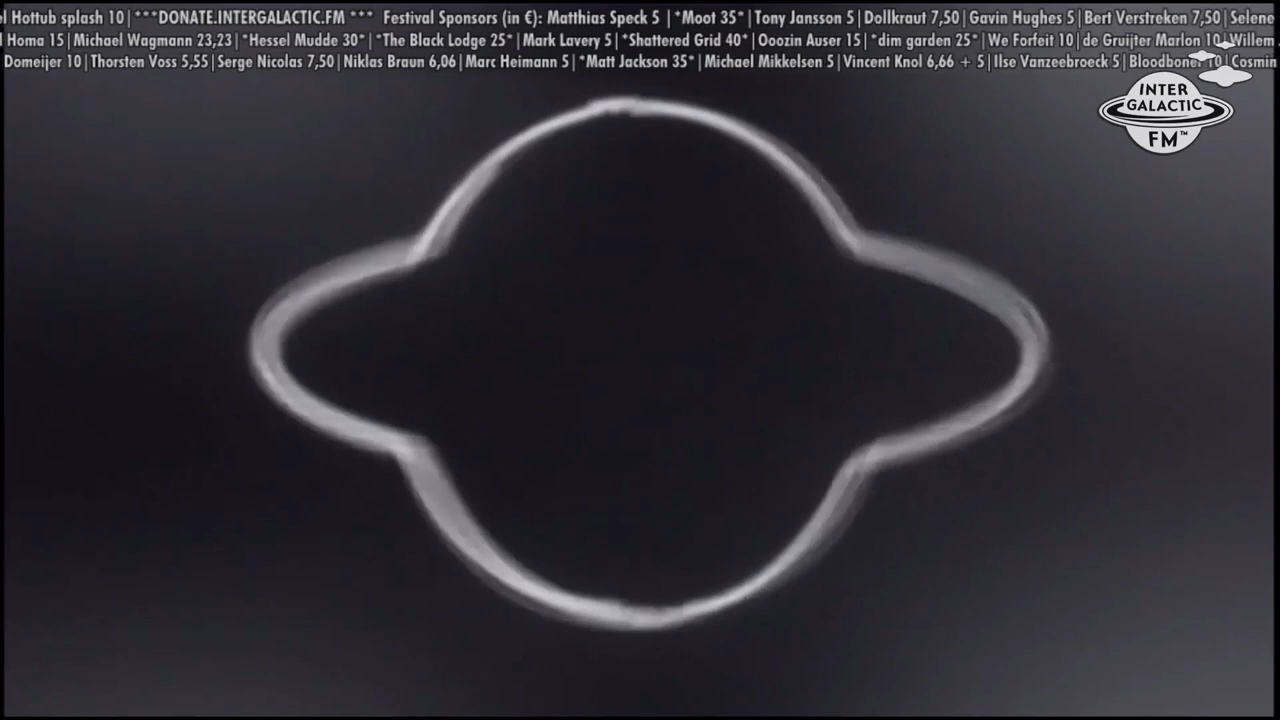 Hottub splash 10 | ***DONATE.INTERGALACTIC.FM *** Festival Sponsors (in €): Matthias Speck 5 | *Moot 35* | Tony Jansson 5 | Dollkraut 7,50 | Gavin Hughes 5 | Bert Verstreken 7,50 | Selene
Homa 15 | Michael Wagmann 23,23 | *Hessel Mudde 30* | *The Black Lodge 25* | Mark Lavery 5 | *Shattered Grid 40* | Ooozin Auser 15 | *dim garden 25* | We Forfeit 10 | de Gruijter Marlon 10 | Willem
Domeijer 10 | Thorsten Voss 5,55 | Serge Nicolas 7,50 | Niklas Braun 6,06 | Marc Heimann 5 | *Matt Jackson 35* | Michael Mikkelsen 5 | Vincent Knol 6,66 + 5 | Ilse Vanzeebroeck 5 | Bloodbone 10 | Cosmin
INTER
GALACTIC
FM™